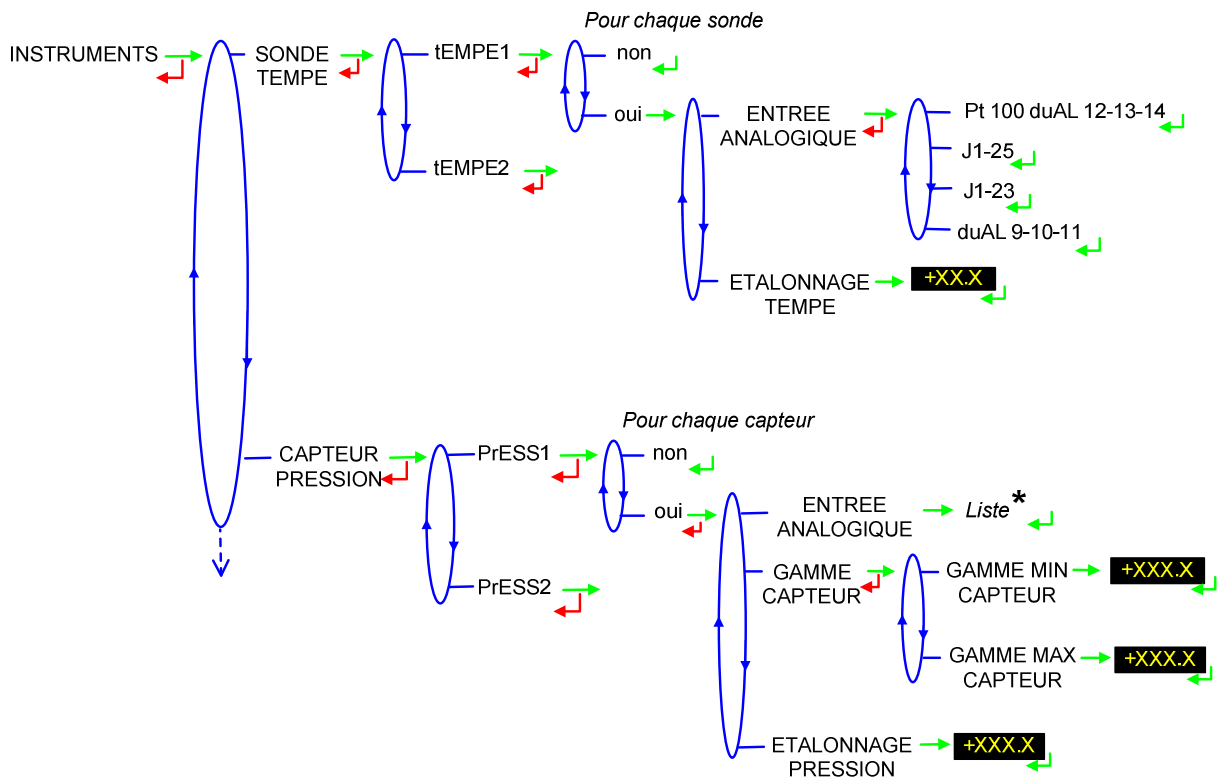 Pour chaque sonde
INSTRUMENTS
SONDE
TEMPE
tEMPE1
non
oui
ENTREE
ANALOGIQUE
Pt 100 duAL 12-13-14
J1-25
J1-23
duAL 9-10-11
tEMPE2
ETALONNAGE
TEMPE
+XX.X
Pour chaque capteur
CAPTEUR
PRESSION
PrESS1
non
oui
ENTREE
ANALOGIQUE
Liste*
GAMME
CAPTEUR
GAMME MIN
CAPTEUR
+XXX.X
PrESS2
GAMME MAX
CAPTEUR
+XXX.X
ETALONNAGE
PRESSION
+XXX.X